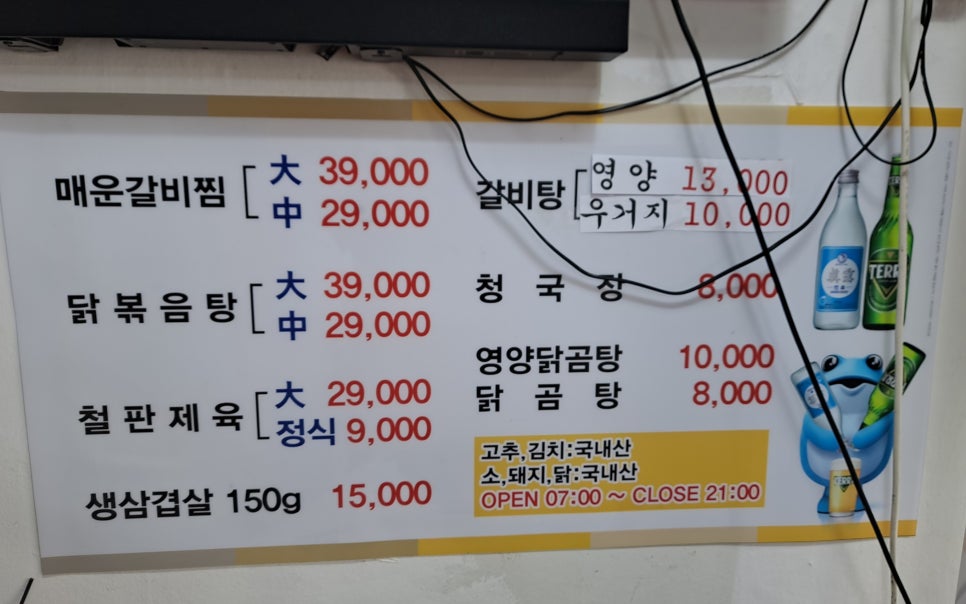 매운갈비찜 大 39,000
中 29,000
닭볶음탕 大 39,000
中 29,000
철판제육 大 29,000
정식 9,000
생삼겹살 150g 15,000
갈비탕 영양 13,000
우거지 10,000
청국장 8,000
영양닭곰탕 10,000
닭곰탕 8,000
고추,김치:국내산
소,돼지,닭:국내산
OPEN 07:00 ~ CLOSE 21:00
眞露
TERRA